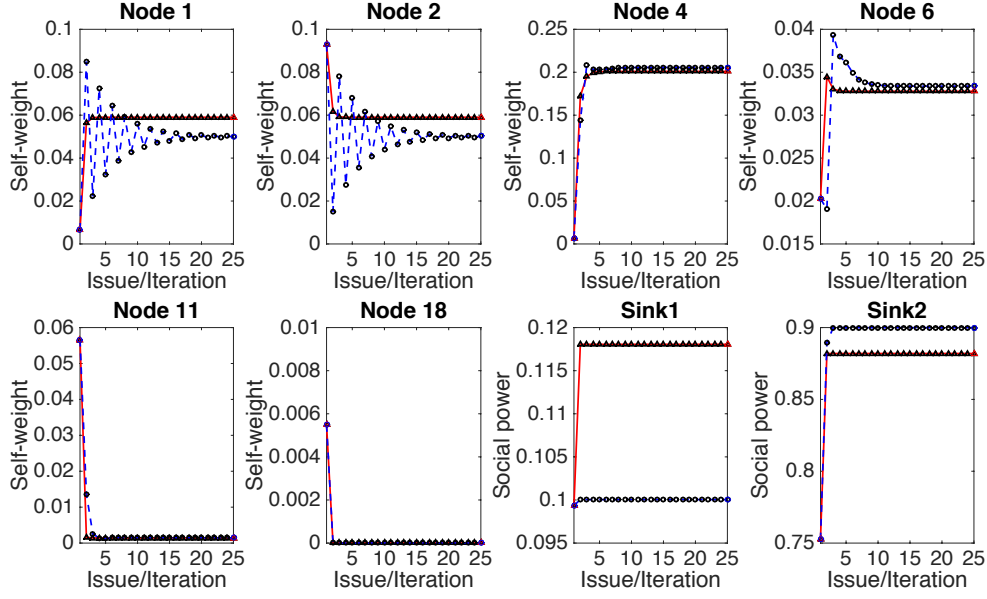 Node 1
Node 2
Node 4
Node 6
0.1
0.08
0.06
0.04
0.02
0
Self-weight
5 10 15 20 25
Issue/Iteration
0.1
0.08
0.06
0.04
0.02
0
Self-weight
5 10 15 20 25
Issue/Iteration
0.25
0.2
0.15
0.1
0.05
0
Self-weight
5 10 15 20 25
Issue/Iteration
0.04
0.035
0.03
0.025
0.02
0.015
Self-weight
5 10 15 20 25
Issue/Iteration
Node 11
Node 18
Sink1
Sink2
0.06
0.05
0.04
0.03
0.02
0.01
0
Self-weight
5 10 15 20 25
Issue/Iteration
0.01
0.008
0.006
0.004
0.002
0
Self-weight
5 10 15 20 25
Issue/Iteration
0.12
0.115
0.11
0.105
0.1
0.095
Social power
5 10 15 20 25
Issue/Iteration
0.9
0.85
0.8
0.75
Social power
5 10 15 20 25
Issue/Iteration